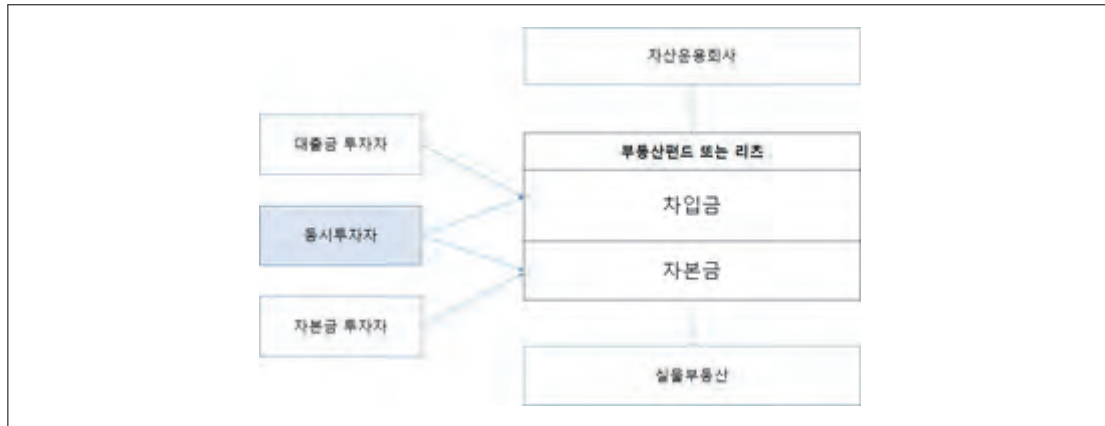 자산운용회사
대출금 투자자
부동산펀드 또는 리츠
차입금
동시투자자
자본금
자본금 투자자
실물부동산